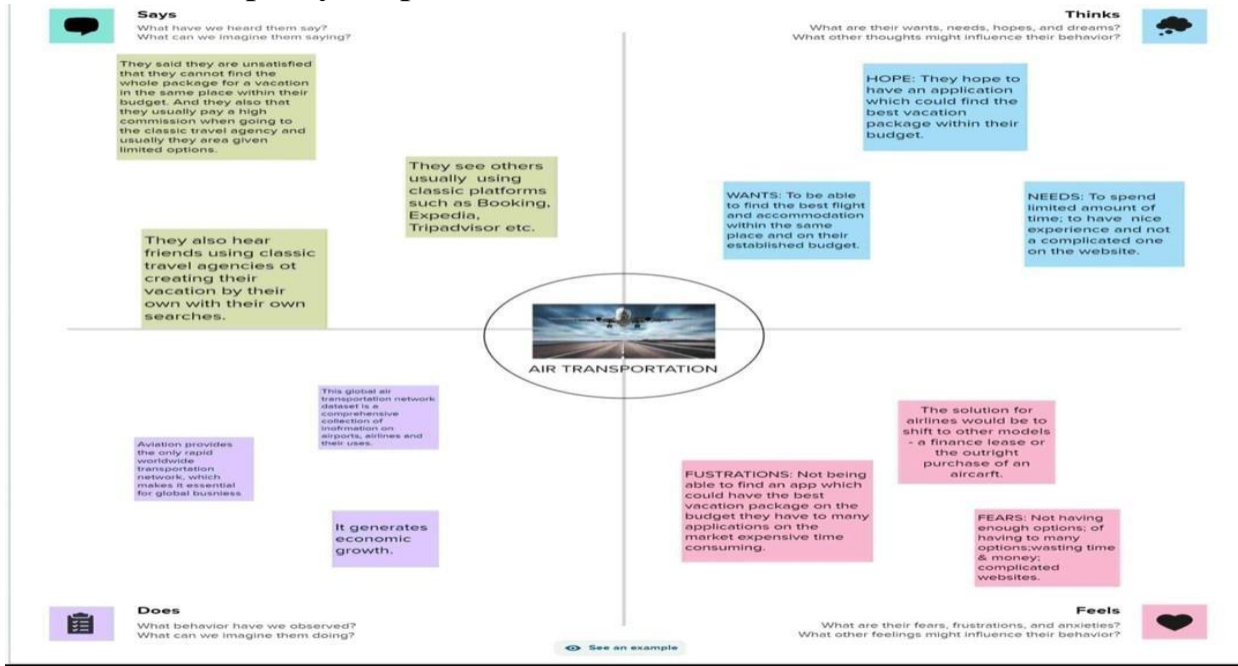 Says
What have we heard them say?
What can we imagine them saying?
They said they are unsatisfied
that they cannot find the
whole package for a vacation
in the same place within their
budget. And they also that
they usually pay a high
commission when going to
the classic travel agency and
usually they area given
limited options.
They see others
usually using
classic platforms
such as Booking,
Expedia,
Tripadvisor etc.
They also hear
friends using classic
travel agencies ot
creating their
vacation by their
own with their own
searches.
Thinks
What are their wants, needs, hopes, and dreams?
What other thoughts might influence their behavior?
HOPE: They hope to
have an application
which could find the
best vacation
package within their
budget.
WANTS: To be able
to find the best flight
and accommodation
within the same
place and on their
established budget.
NEEDS: To spend
limited amount of
time; to have nice
experience and not
a complicated one
on the website.
AIR TRANSPORTATION
This global air
transportation network
dataset is a
comprehensive
collection of
inofrmation on
airports, airlines and
their uses.
Aviation provides
the only rapid
worldwide
transportation
network, which
makes it essential
for global busniess
It generates
economic
growth.
Does
What behavior have we observed?
What can we imagine them doing?
The solution for
airlines would be to
shift to other models
- a finance lease or
the outright
purchase of an
aircarft.
FUSTRATIONS: Not being
able to find an app which
could have the best
vacation package on the
budget they have to many
applications on the
market expensive time
consuming.
FEARS: Not having
enough options; of
having to many
options;wasting time
& money;
complicated
websites.
Feels
What are their fears, frustrations, and anxieties?
What other feelings might influence their behavior?
See an example